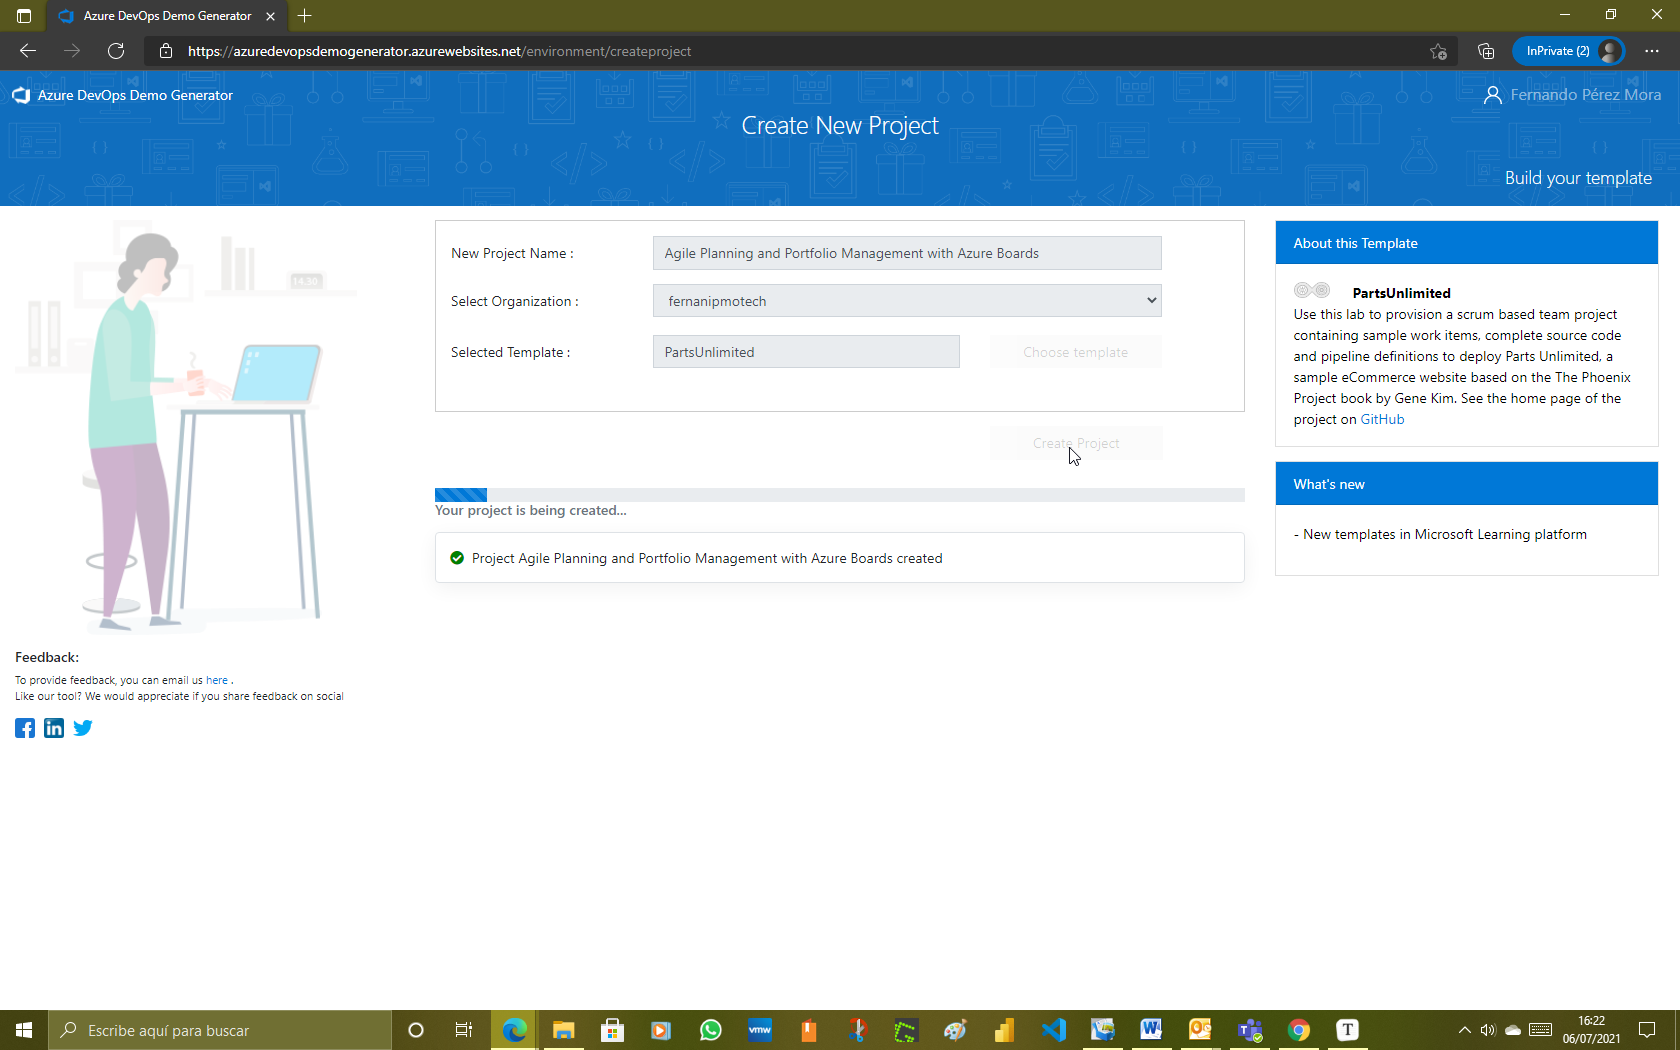 Azure DevOps Demo Generator
https://azuredevopsdemogenerator.azurewebsites.net/environment/createproject
InPrivate (2)
Azure DevOps Demo Generator
Fernando Pérez Mora
Create New Project
Build your template
New Project Name :
Agile Planning and Portfolio Management with Azure Boards
Select Organization :
fernanipmotech
Selected Template :
PartsUnlimited
Choose template
Create Project
Your project is being created...
Project Agile Planning and Portfolio Management with Azure Boards created
About this Template
PartsUnlimited
Use this lab to provision a scrum based team project
containing sample work items, complete source code
and pipeline definitions to deploy Parts Unlimited, a
sample eCommerce website based on the The Phoenix
Project book by Gene Kim. See the home page of the
project on GitHub
What's new
- New templates in Microsoft Learning platform
14.30
Feedback:
To provide feedback, you can email us here .
Like our tool? We would appreciate if you share feedback on social
Escribe aquí para buscar
vmw
16:22
06/07/2021